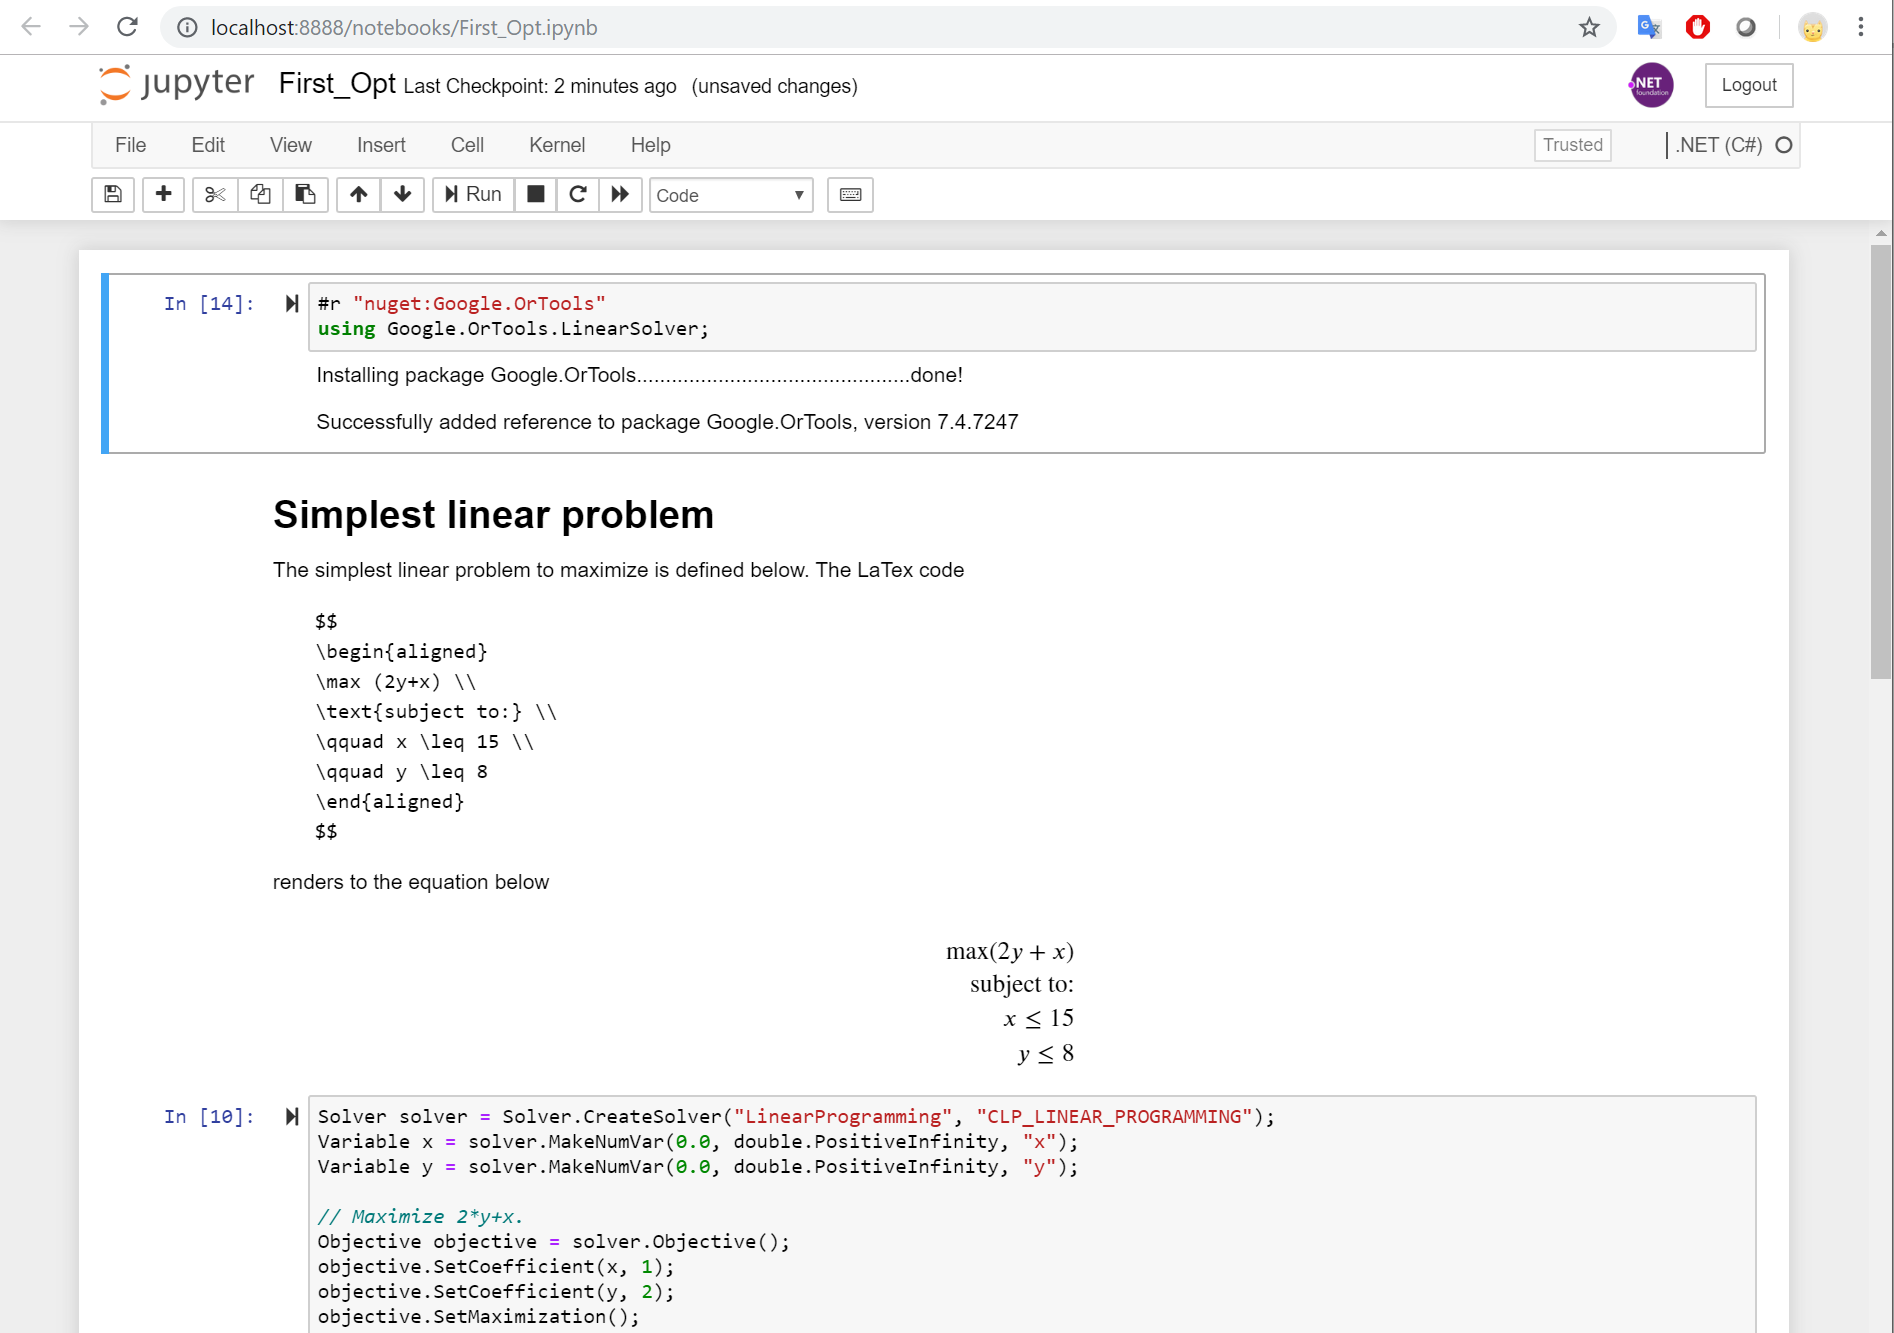 localhost:8888/notebooks/First_Opt.ipynb
jupyter First_Opt Last Checkpoint: 2 minutes ago (unsaved changes)
NET
foundation
Logout
File Edit View Insert Cell Kernel Help
Trusted
.NET (C#)
Run
Code
In [14]:
#r "nuget:Google.OrTools"
using Google.OrTools.LinearSolver;
Installing package Google.OrTools...............................................done!
Successfully added reference to package Google.OrTools, version 7.4.7247
Simplest linear problem
The simplest linear problem to maximize is defined below. The LaTex code
$$
\begin{aligned}
\max (2y+x) \\
\text{subject to:} \\
\qquad x \leq 15 \\
\qquad y \leq 8
\end{aligned}
$$
renders to the equation below
max(2y + x)
subject to:
x ≤ 15
y ≤ 8
In [10]:
Solver solver = Solver.CreateSolver("LinearProgramming", "CLP_LINEAR_PROGRAMMING");
Variable x = solver.MakeNumVar(0.0, double.PositiveInfinity, "x");
Variable y = solver.MakeNumVar(0.0, double.PositiveInfinity, "y");
// Maximize 2*y+x.
Objective objective = solver.Objective();
objective.SetCoefficient(x, 1);
objective.SetCoefficient(y, 2);
objective.SetMaximization();